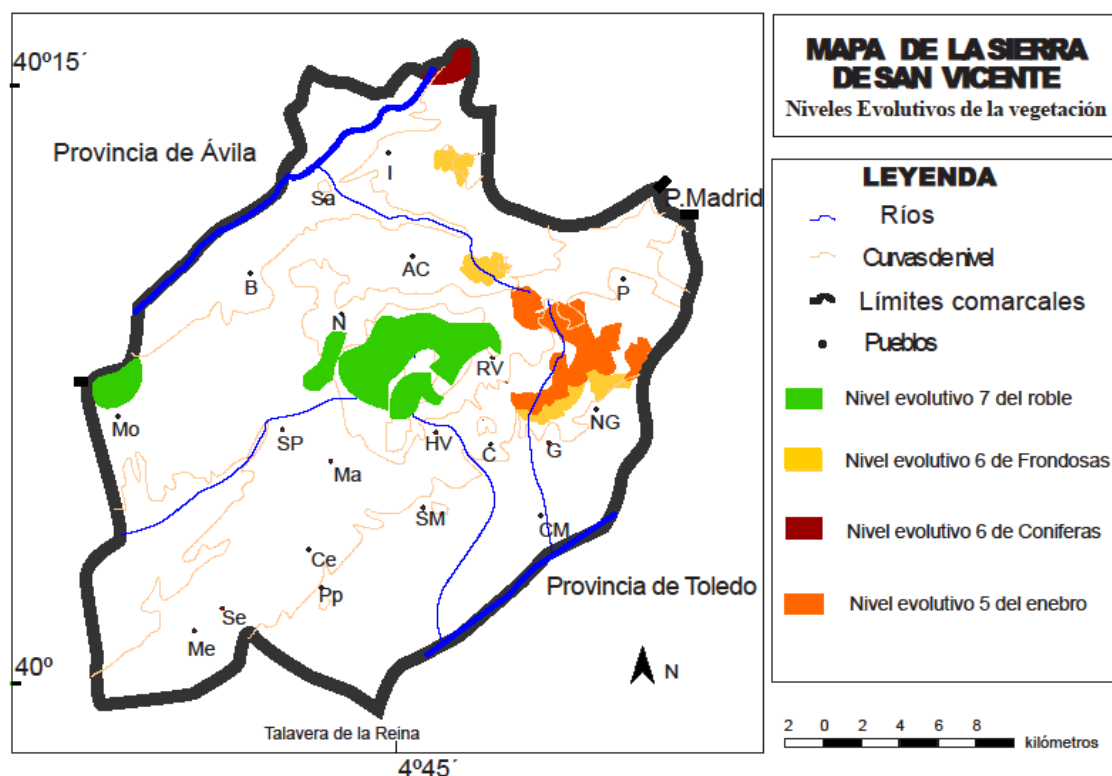 MAPA DE LA SIERRA
DE SAN VICENTE
Niveles Evolutivos de la vegetación
40º15´
Provincia de Ávila
I
Sa
P.Madrid
AC
B
P
N
RV
Mo
NG
SP
HV
C
G
Ma
SM
CM
Ce
Pp
Provincia de Toledo
Se
Me
40º
N
Talavera de la Reina
4º45´
LEYENDA
Ríos
Curvas de nivel
Límites comarcales
Pueblos
Nivel evolutivo 7 del roble
Nivel evolutivo 6 de Frondosas
Nivel evolutivo 6 de Coniferas
Nivel evolutivo 5 del enebro
2 0 2 4 6 8
kilómetros